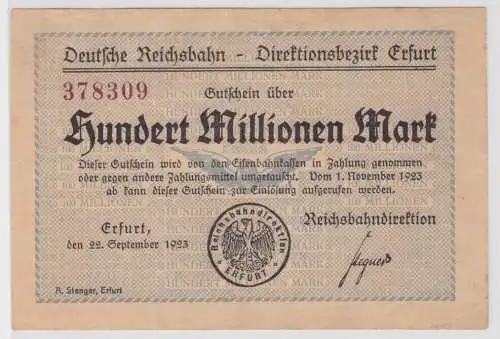 Deutsche Reichsbahn - Direktionsbezirk Erfurt
378309
Gutschein über
Hundert Millionen Mark
Dieser Gutschein wird von den Eisenbahnkassen in Zahlung genommen
oder gegen andere Zahlungsmittel umgetauscht. Vom 1. November 1923
ab kann dieser Gutschein zur Einlösung aufgerufen werden.
Erfurt,
den 22. September 1923
Reichsbahndirektion
ERFURT
Reichsbahndirektion
A. Stenger, Erfurt